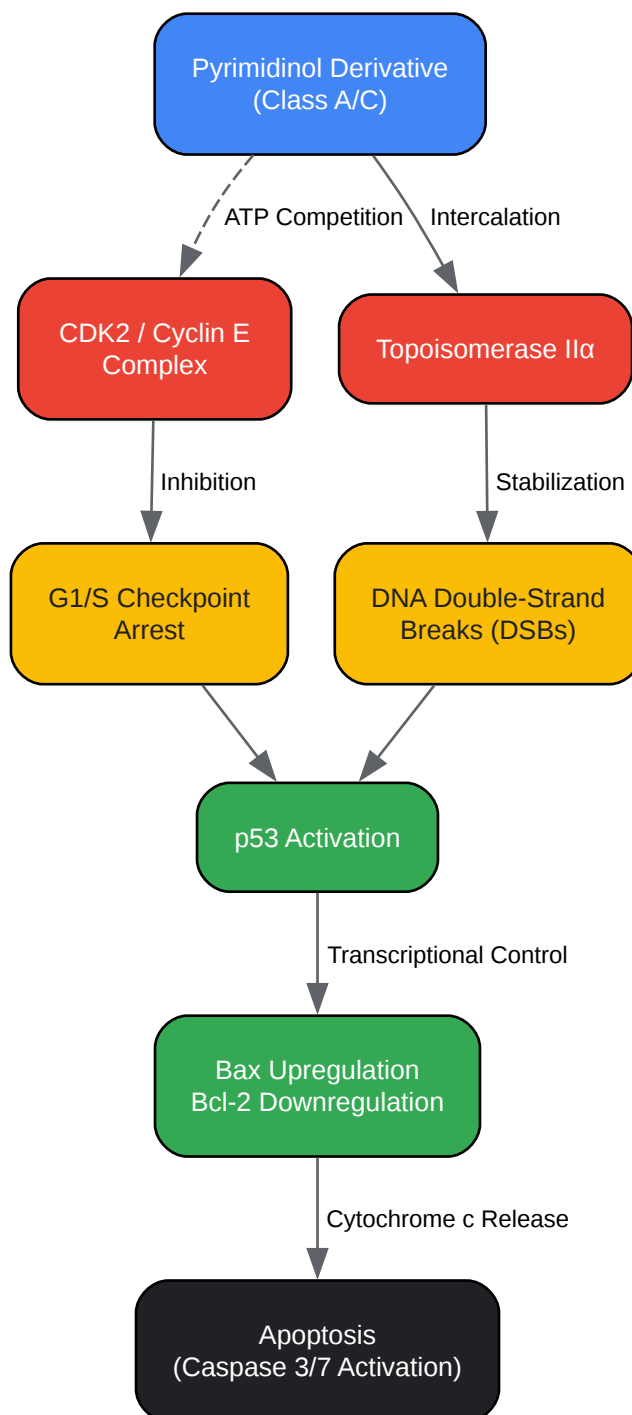 Pyrimidinol Derivative
(Class A/C)
ATP Competition
Intercalation
CDK2 / Cyclin E
Complex
Topoisomerase IIα
Inhibition
Stabilization
G1/S Checkpoint
Arrest
DNA Double-Strand
Breaks (DSBs)
p53 Activation
Transcriptional Control
Bax Upregulation
Bcl-2 Downregulation
Cytochrome c Release
Apoptosis
(Caspase 3/7 Activation)